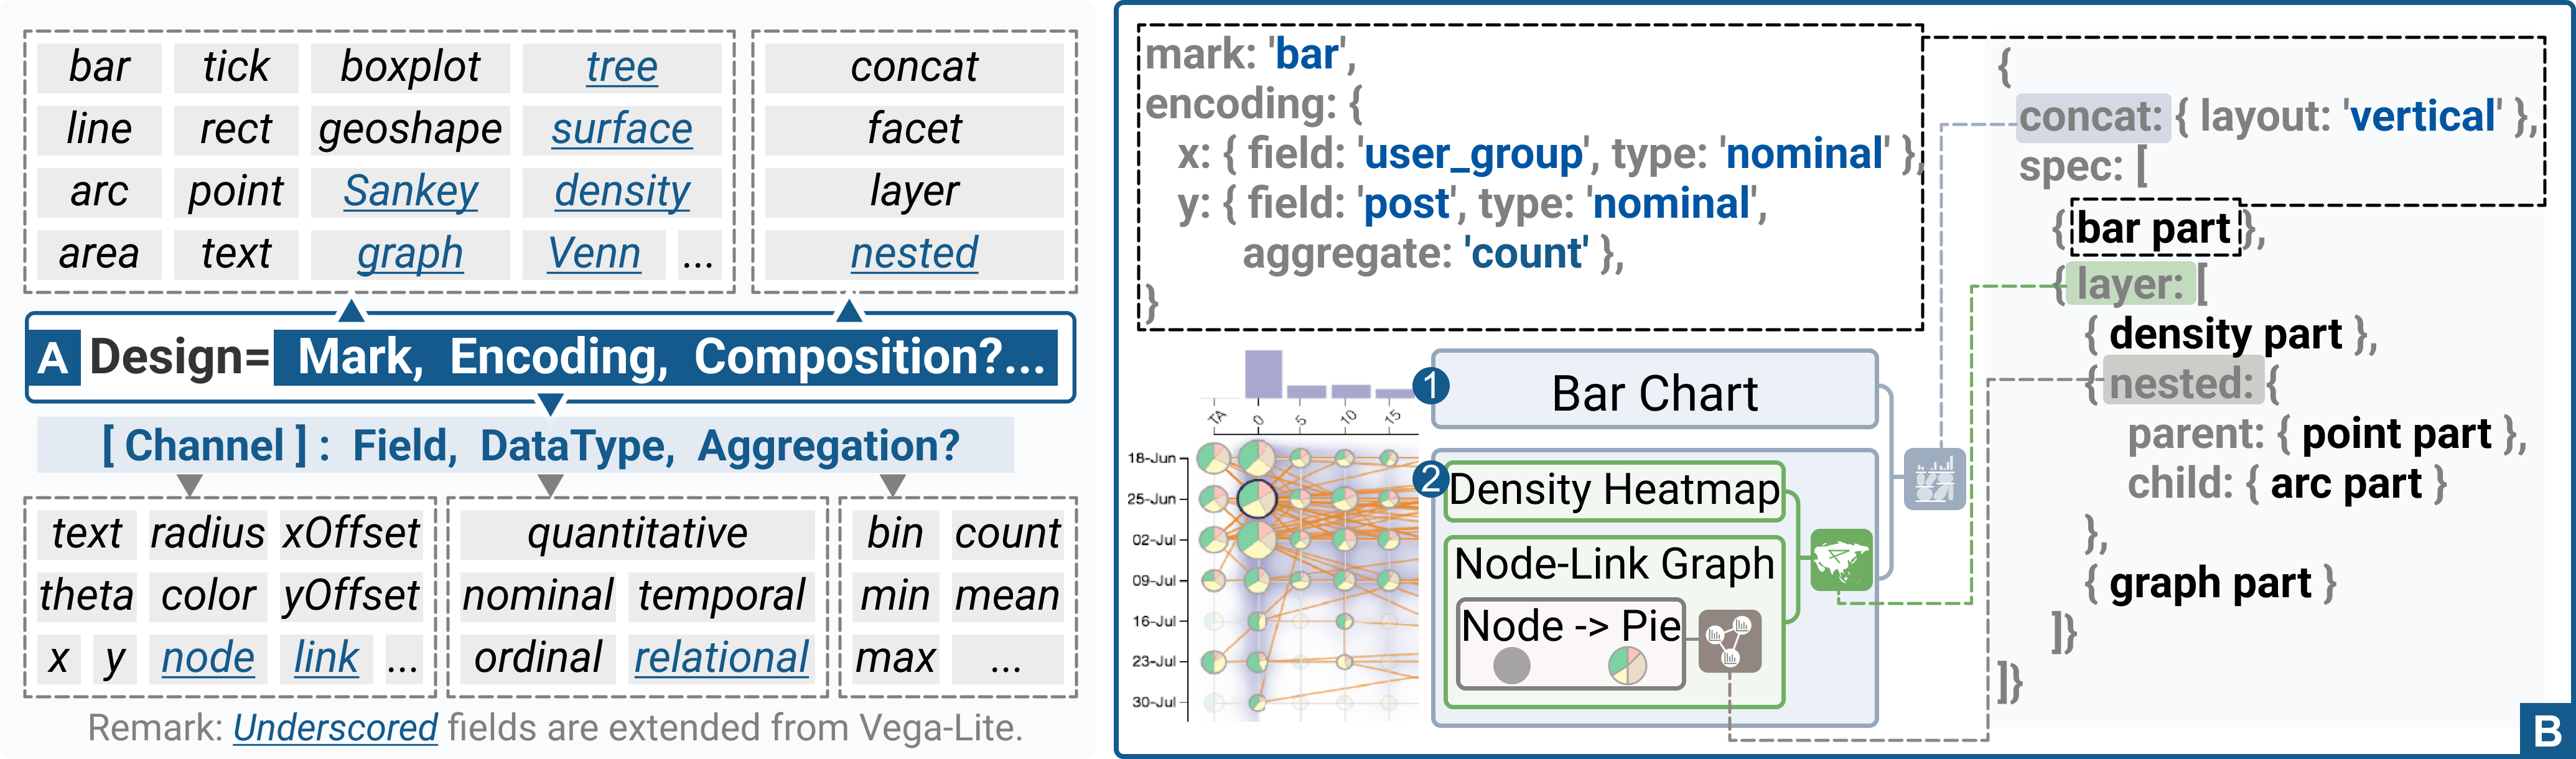 bar tick boxplot tree
line rect geoshape surface
arc point Sankey density
area text graph Venn ...
concat
facet
layer
nested
A Design= Mark, Encoding, Composition?...
[ Channel ] : Field, DataType, Aggregation?
text radius xOffset
theta color yOffset
x y node link ...
quantitative
nominal temporal
ordinal relational
bin count
min mean
max ...
Remark: Underscored fields are extended from Vega-Lite.
mark: 'bar',
encoding: {
x: { field: 'user_group', type: 'nominal' },
y: { field: 'post', type: 'nominal',
aggregate: 'count' },
}
TA 0 5 10 15
18-Jun
25-Jun
02-Jul
09-Jul
16-Jul
23-Jul
30-Jul
1 Bar Chart
2 Density Heatmap
Node-Link Graph
Node -> Pie
{
concat: { layout: 'vertical' },
spec: [
{ bar part },
{ layer: [
{ density part },
{ nested: {
parent: { point part },
child: { arc part }
},
{ graph part }
]}
]}
B